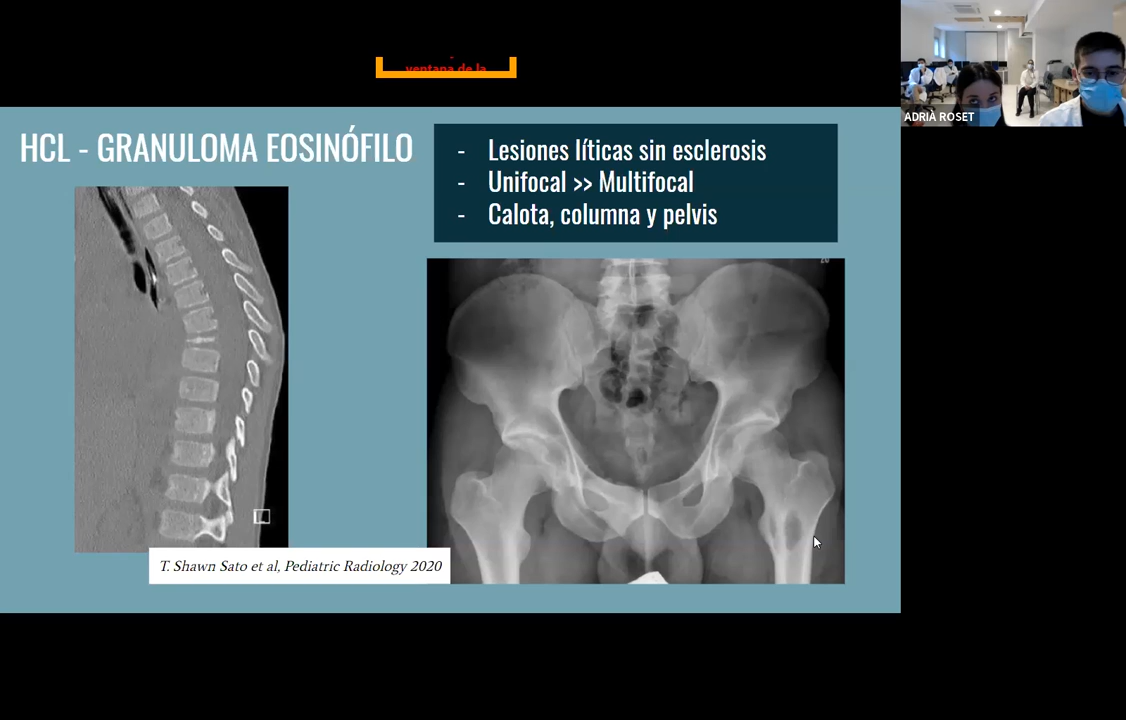 ventana de la
ADRIÀ ROSET
HCL - GRANULOMA EOSINÓFILO
- Lesiones líticas sin esclerosis
- Unifocal >> Multifocal
- Calota, columna y pelvis
T. Shawn Sato et al, Pediatric Radiology 2020